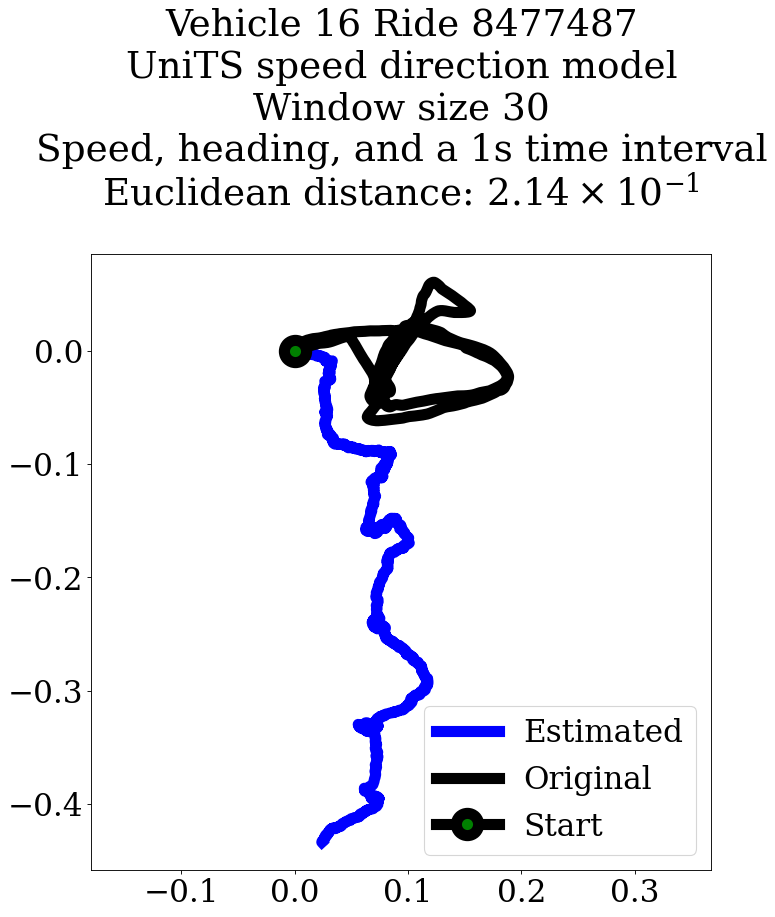 Vehicle 16 Ride 8477487
UniTS speed direction model
Window size 30
Speed, heading, and a 1s time interval
Euclidean distance: 2.14 × 10⁻¹
0.0
−0.1
−0.2
−0.3
−0.4
Estimated
Original
Start
−0.1 0.0 0.1 0.2 0.3